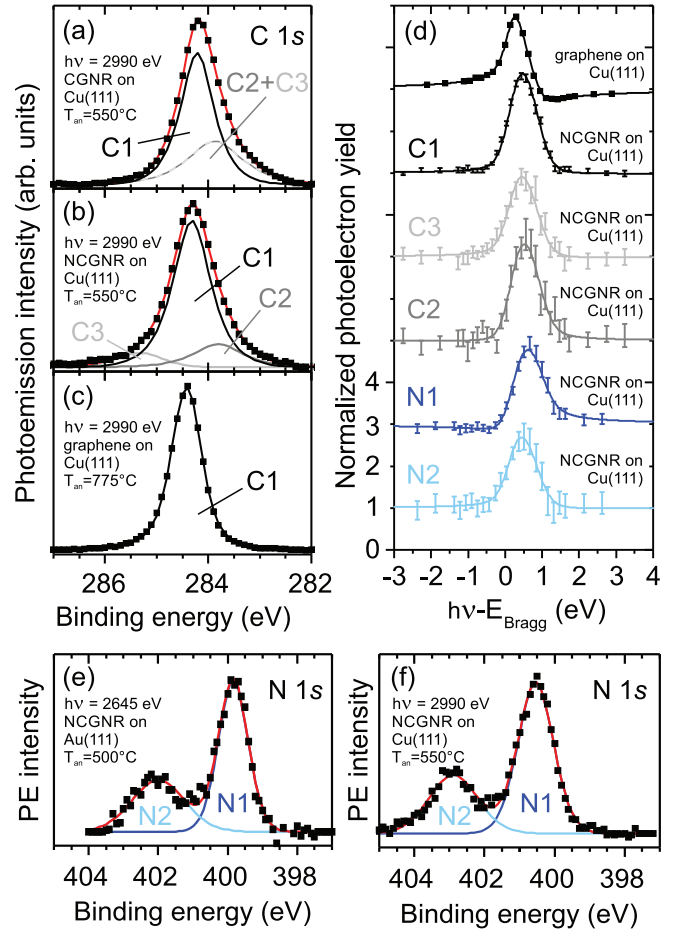 (a)
C 1s
hν = 2990 eV
CGNR on
Cu(111)
Tan=550°C
C2+C3
C1
(b)
hν = 2990 eV
NCGNR on
Cu(111)
Tan=550°C
C1
C2
C3
(c)
hν = 2990 eV
graphene on
Cu(111)
Tan=775°C
C1
Photoemission intensity (arb. units)
286
284
282
Binding energy (eV)
(d)
graphene on
Cu(111)
C1
NCGNR on
Cu(111)
C3
NCGNR on
Cu(111)
C2
NCGNR on
Cu(111)
N1
NCGNR on
Cu(111)
N2
NCGNR on
Cu(111)
4
3
2
1
0
Normalized photoelectron yield
-3 -2 -1 0 1 2 3 4
hν-EBragg (eV)
(e)
N 1s
hν = 2645 eV
NCGNR on
Au(111)
Tan=500°C
N2
N1
PE intensity
404 402 400 398
Binding energy (eV)
(f)
N 1s
hν = 2990 eV
NCGNR on
Cu(111)
Tan=550°C
N2
N1
PE intensity
404 402 400 398
Binding energy (eV)